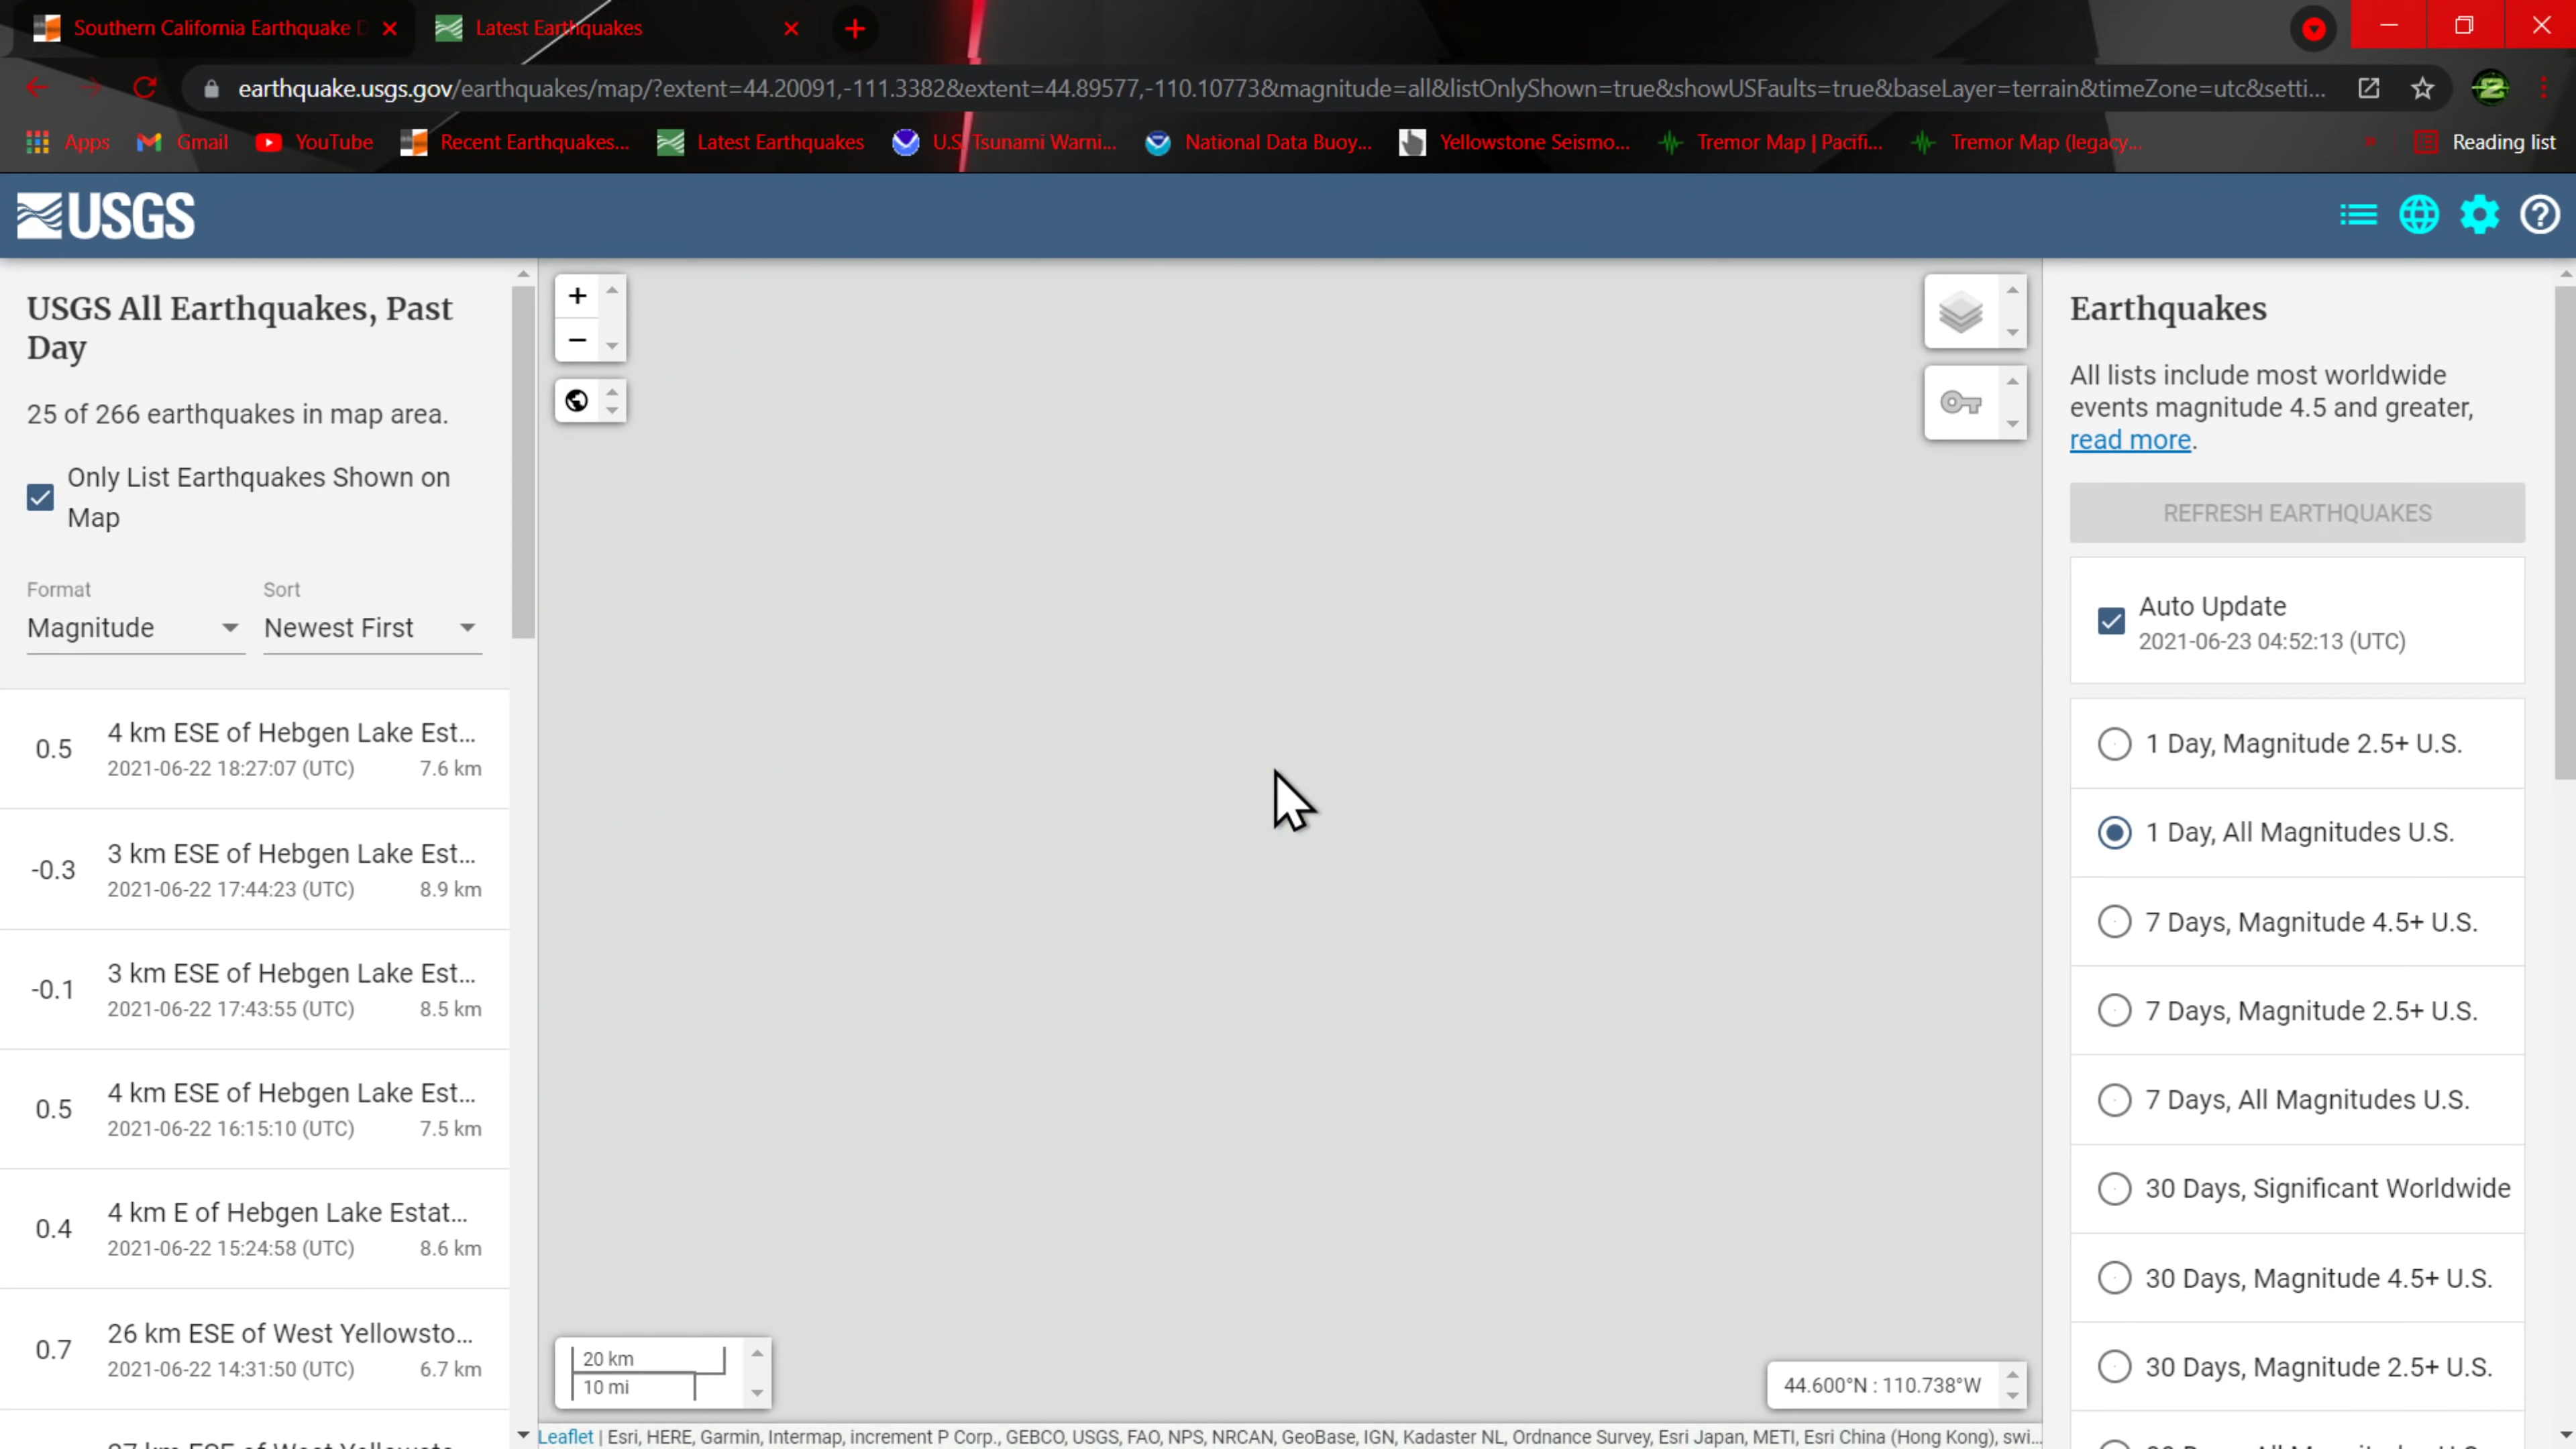 Southern California Earthquake D
Latest Earthquakes
earthquake.usgs.gov/earthquakes/map/?extent=44.20091,-111.3382&extent=44.89577,-110.10773&magnitude=all&listOnlyShown=true&showUSFaults=true&baseLayer=terrain&timeZone=utc&setti...
Apps Gmail YouTube Recent Earthquakes... Latest Earthquakes U.S. Tsunami Warni... National Data Buoy... Yellowstone Seismo... Tremor Map | Pacifi... Tremor Map (legacy... Reading list
USGS
USGS All Earthquakes, Past
Day
25 of 266 earthquakes in map area.
Only List Earthquakes Shown on
Map
Format Sort
Magnitude Newest First
0.5 4 km ESE of Hebgen Lake Est...
2021-06-22 18:27:07 (UTC) 7.6 km
-0.3 3 km ESE of Hebgen Lake Est...
2021-06-22 17:44:23 (UTC) 8.9 km
-0.1 3 km ESE of Hebgen Lake Est...
2021-06-22 17:43:55 (UTC) 8.5 km
0.5 4 km ESE of Hebgen Lake Est...
2021-06-22 16:15:10 (UTC) 7.5 km
0.4 4 km E of Hebgen Lake Estat...
2021-06-22 15:24:58 (UTC) 8.6 km
0.7 26 km ESE of West Yellowsto...
2021-06-22 14:31:50 (UTC) 6.7 km
+
−
20 km
10 mi
44.600°N : 110.738°W
Leaflet | Esri, HERE, Garmin, Intermap, increment P Corp., GEBCO, USGS, FAO, NPS, NRCAN, GeoBase, IGN, Kadaster NL, Ordnance Survey, Esri Japan, METI, Esri China (Hong Kong), swi...
Earthquakes
All lists include most worldwide
events magnitude 4.5 and greater,
read more.
REFRESH EARTHQUAKES
Auto Update
2021-06-23 04:52:13 (UTC)
1 Day, Magnitude 2.5+ U.S.
1 Day, All Magnitudes U.S.
7 Days, Magnitude 4.5+ U.S.
7 Days, Magnitude 2.5+ U.S.
7 Days, All Magnitudes U.S.
30 Days, Significant Worldwide
30 Days, Magnitude 4.5+ U.S.
30 Days, Magnitude 2.5+ U.S.